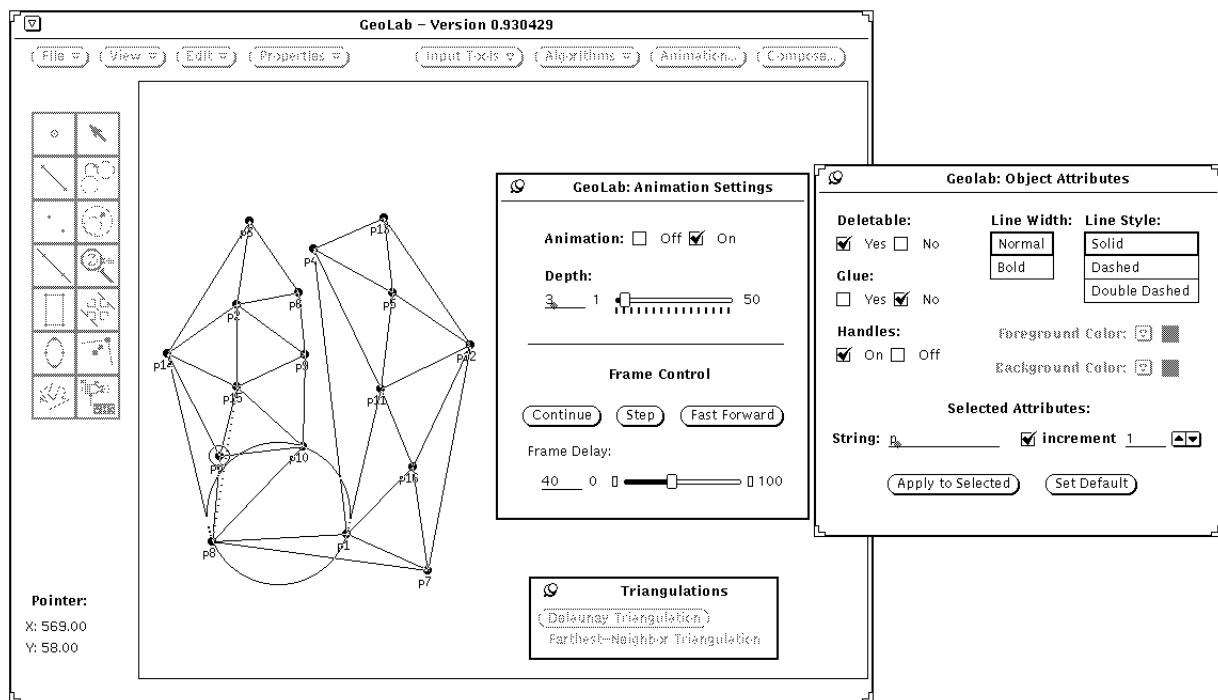 GeoLab – Version 0.930429
File View Edit Properties Input Tools Algorithms Animation... Compose...
GeoLab: Animation Settings
Animation: Off On
Depth:
3 1 50
Frame Control
Continue Step Fast Forward
Frame Delay:
40 0 100
Geolab: Object Attributes
Deletable: Line Width: Line Style:
Yes No Normal Solid
Bold Dashed
Glue: Double Dashed
Yes No
Handles: Foreground Color:
On Off
Background Color:
Selected Attributes:
String: p increment 1
Apply to Selected Set Default
p13
p4
p6
p5
p14
p9
p12
p15
p11
p10
p16
p8
p1
p7
Triangulations
Delaunay Triangulation
Farthest–Neighbor Triangulation
Pointer:
X: 569.00
Y: 58.00